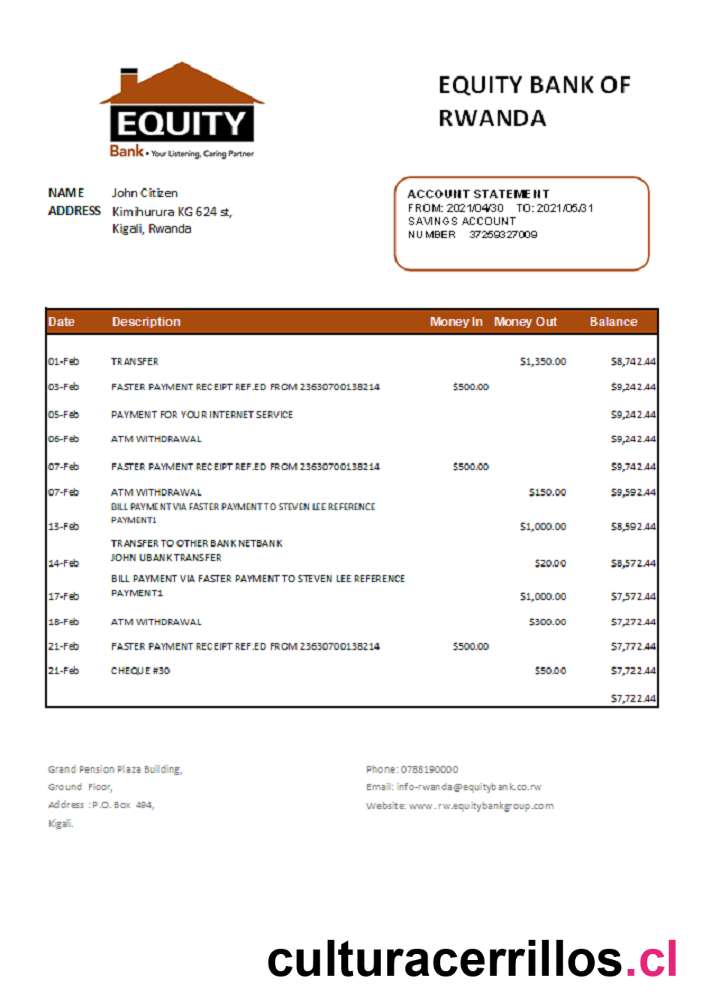 EQUITY BANK OF
RWANDA
EQUITY
Bank • Your Listening, Caring Partner
NAME John Citizen
ADDRESS Kimihurura KG 624 st,
Kigali, Rwanda
ACCOUNT STATEMENT
FROM: 2021/04/30 TO: 2021/05/31
SAVINGS ACCOUNT
NUMBER 37259327009
Date Description Money In Money Out Balance
01-Feb TRANSFER $1,350.00 $8,742.44
03-Feb FASTER PAYMENT RECEIPT REF.ED FROM 23630700138214 $500.00 $9,242.44
05-Feb PAYMENT FOR YOUR INTERNET SERVICE $9,242.44
06-Feb ATM WITHDRAWAL $9,242.44
07-Feb FASTER PAYMENT RECEIPT REF.ED FROM 23630700138214 $500.00 $9,742.44
07-Feb ATM WITHDRAWAL $150.00 $9,592.44
BILL PAYMENT VIA FASTER PAYMENT TO STEVEN LEE REFERENCE
PAYMENT1
13-Feb $1,000.00 $8,592.44
TRANSFER TO OTHER BANK NETBANK
JOHN UBANK TRANSFER
14-Feb $20.00 $8,572.44
BILL PAYMENT VIA FASTER PAYMENT TO STEVEN LEE REFERENCE
PAYMENT1
17-Feb $1,000.00 $7,572.44
18-Feb ATM WITHDRAWAL $300.00 $7,272.44
21-Feb FASTER PAYMENT RECEIPT REF.ED FROM 23630700138214 $500.00 $7,772.44
21-Feb CHEQUE #30 $50.00 $7,722.44
$7,722.44
Grand Pension Plaza Building,
Ground Floor,
Address : P.O. Box 494,
Kigali.
Phone: 0788190000
Email: info-rwanda@equitybank.co.rw
Website: www.rw.equitybankgroup.com
culturacerrillos.cl